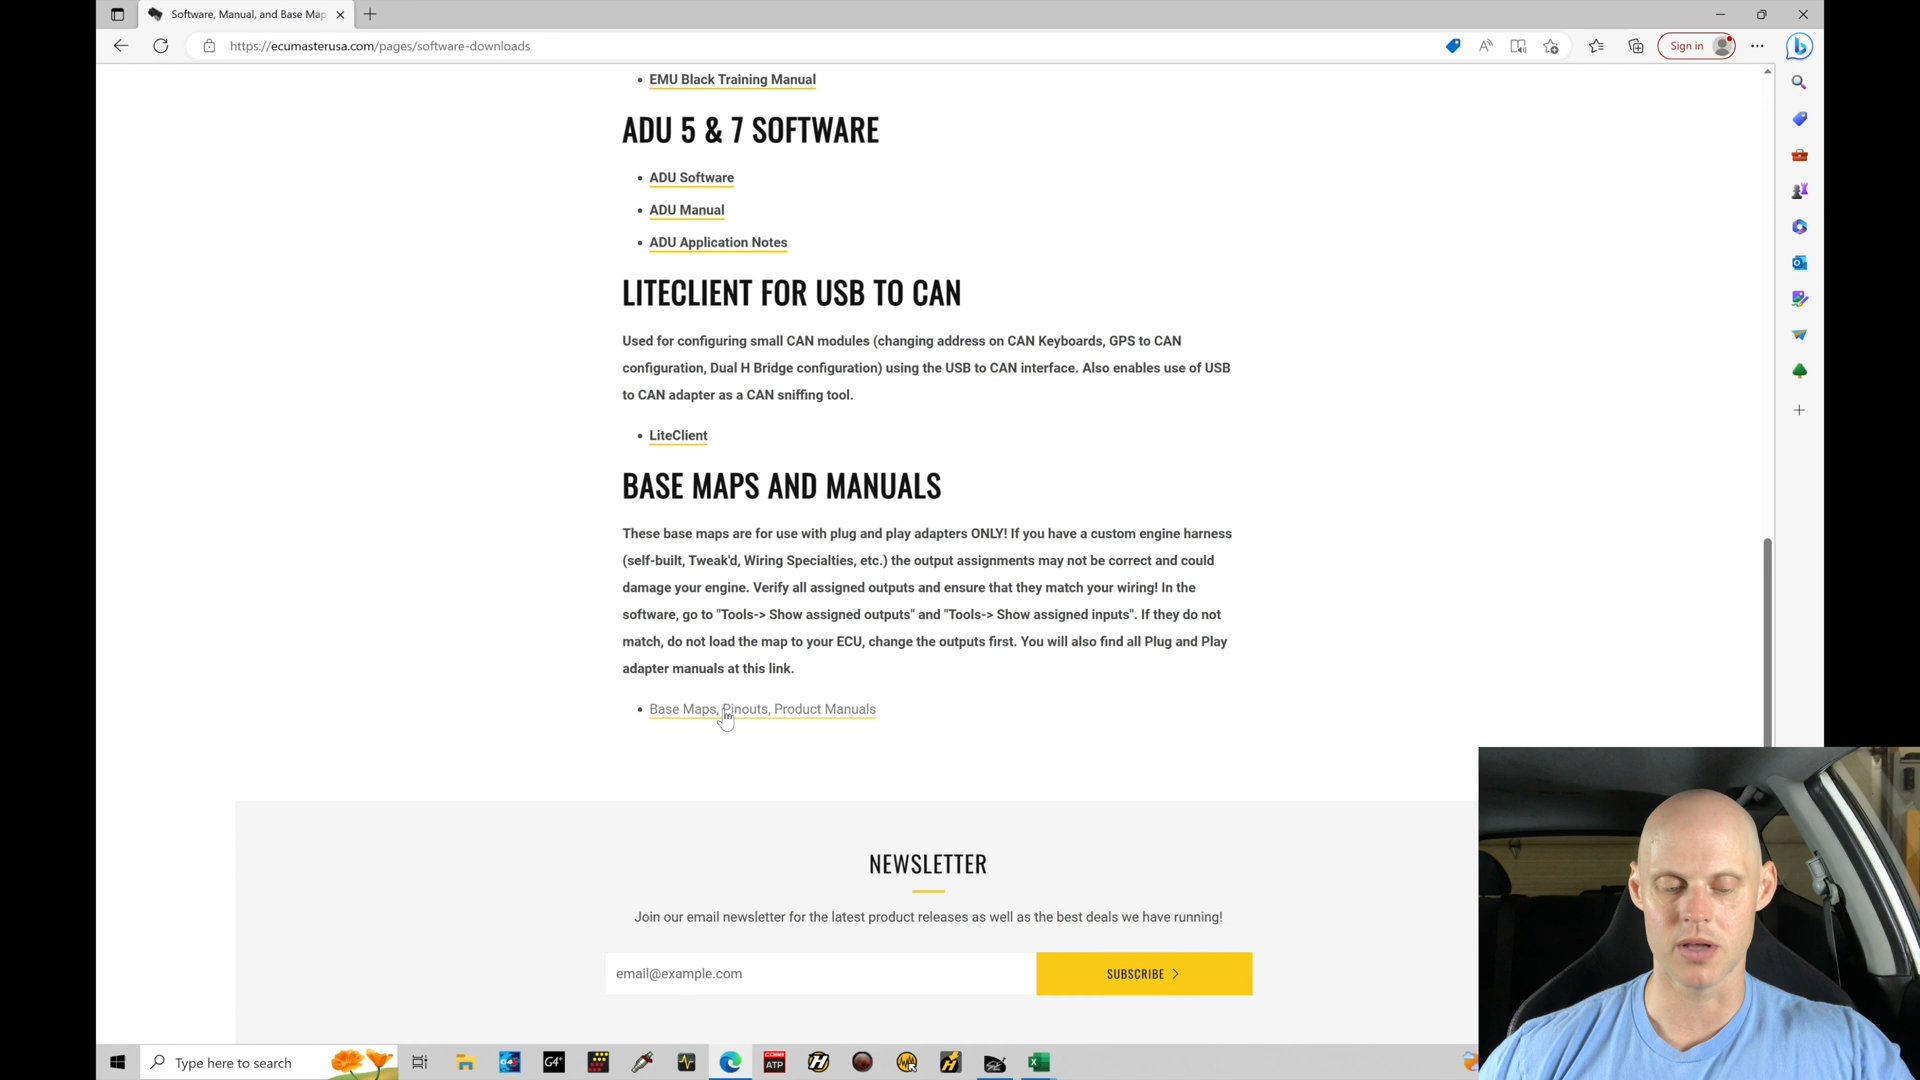 Software, Manual, and Base Map
https://ecumasterusa.com/pages/software-downloads
Sign in
EMU Black Training Manual
ADU 5 & 7 SOFTWARE
ADU Software
ADU Manual
ADU Application Notes
LITECLIENT FOR USB TO CAN
Used for configuring small CAN modules (changing address on CAN Keyboards, GPS to CAN
configuration, Dual H Bridge configuration) using the USB to CAN interface. Also enables use of USB
to CAN adapter as a CAN sniffing tool.
LiteClient
BASE MAPS AND MANUALS
These base maps are for use with plug and play adapters ONLY! If you have a custom engine harness
(self-built, Tweak'd, Wiring Specialties, etc.) the output assignments may not be correct and could
damage your engine. Verify all assigned outputs and ensure that they match your wiring! In the
software, go to "Tools-> Show assigned outputs" and "Tools-> Show assigned inputs". If they do not
match, do not load the map to your ECU, change the outputs first. You will also find all Plug and Play
adapter manuals at this link.
Base Maps, Pinouts, Product Manuals
NEWSLETTER
Join our email newsletter for the latest product releases as well as the best deals we have running!
email@example.com
SUBSCRIBE
Type here to search
G4+
ATP